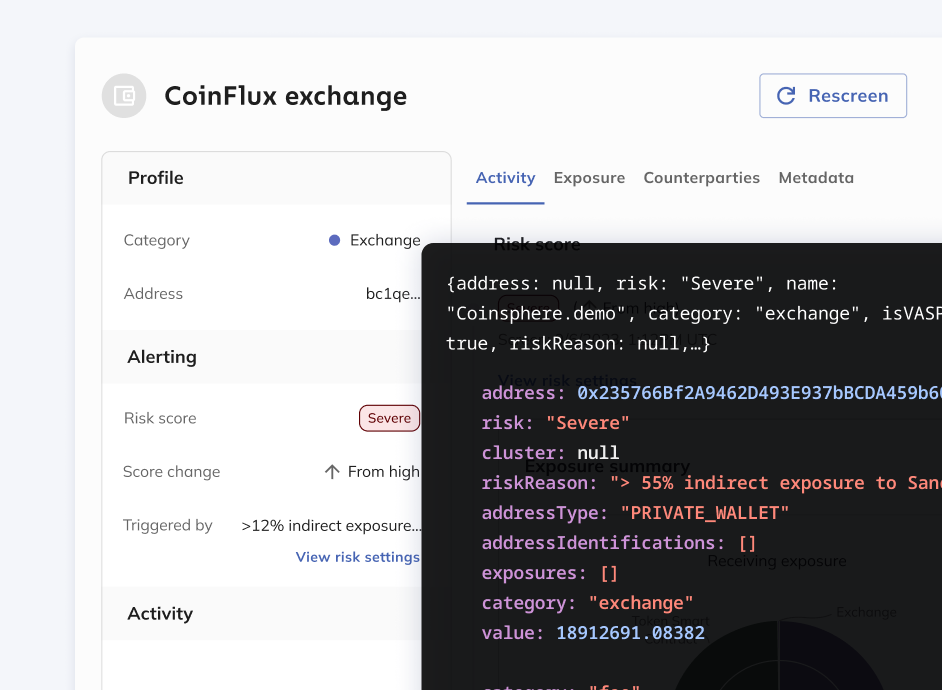 CoinFlux exchange
Rescreen
Profile
Category
Exchange
Address
bc1qe...
Alerting
Risk score
Severe
Score change
From high
Triggered by
>12% indirect exposure...
View risk settings
Activity
Activity Exposure Counterparties Metadata
Risk score
{address: null, risk: "Severe", name:
"Coinsphere.demo", category: "exchange", isVASP
true, riskReason: null,…}
View risk settings
address: 0x235766Bf2A9462D493E937bBCDA459b6
risk: "Severe"
cluster: null
Exposure summary
riskReason: "> 55% indirect exposure to San
addressType: "PRIVATE_WALLET"
addressIdentifications: []
Receiving exposure
exposures: []
category: "exchange"
Exchange
value: 18912691.08382
category: "foo"